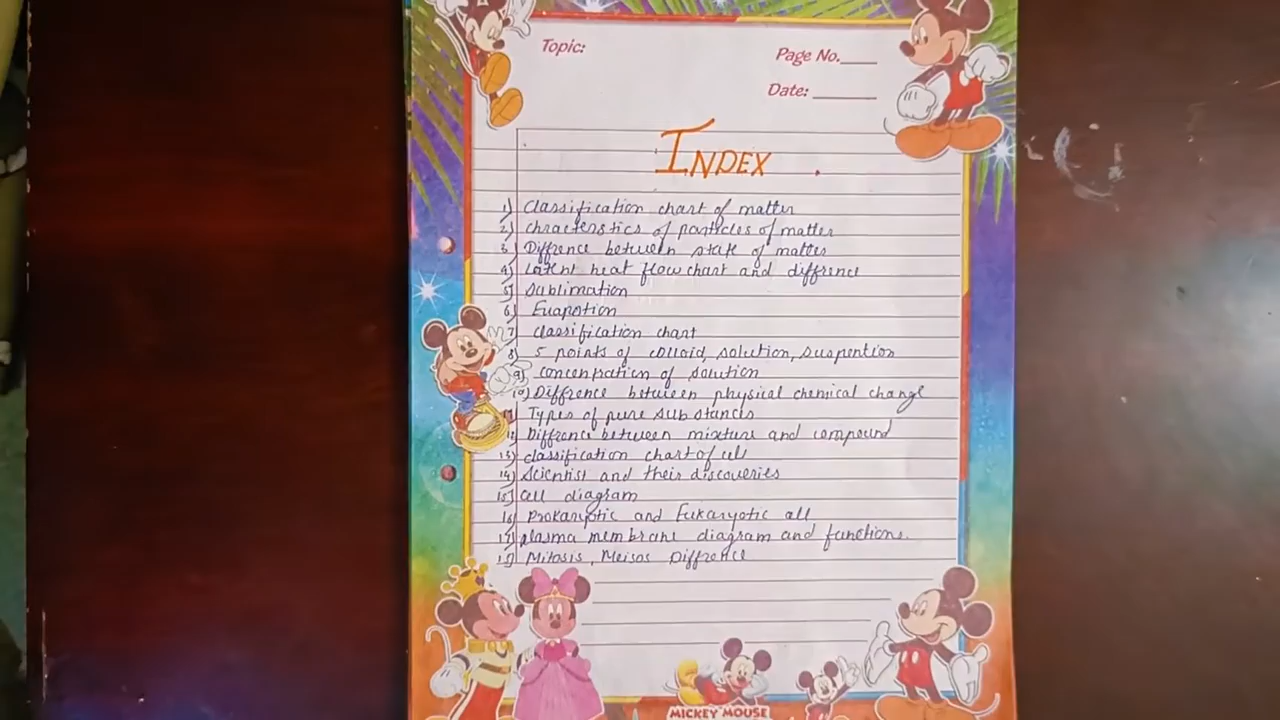 Topic:
Page No.____
Date: ______
INDEX .
1) Classification chart of matter
2) chracterstics of particles of matter
3) Diffrence between state of matter
4) Latent heat flow chart and diffrence
5) Sublimation
6) Evapotion
7) classification chart
8) 5 points of colloid, solution, suspention
9) concentration of solution
10) Diffrence between physical chemical change
11) Types of pure substances
12) Diffrence between mixture and compound
13) classification chart of cell
14) Scientist and their discoveries
15) cell diagram
16) Prokaryotic and Eukaryotic cell
17) plasma membrane diagram and functions.
18) Mitosis, Meisos Diffrence
MICKEY MOUSE